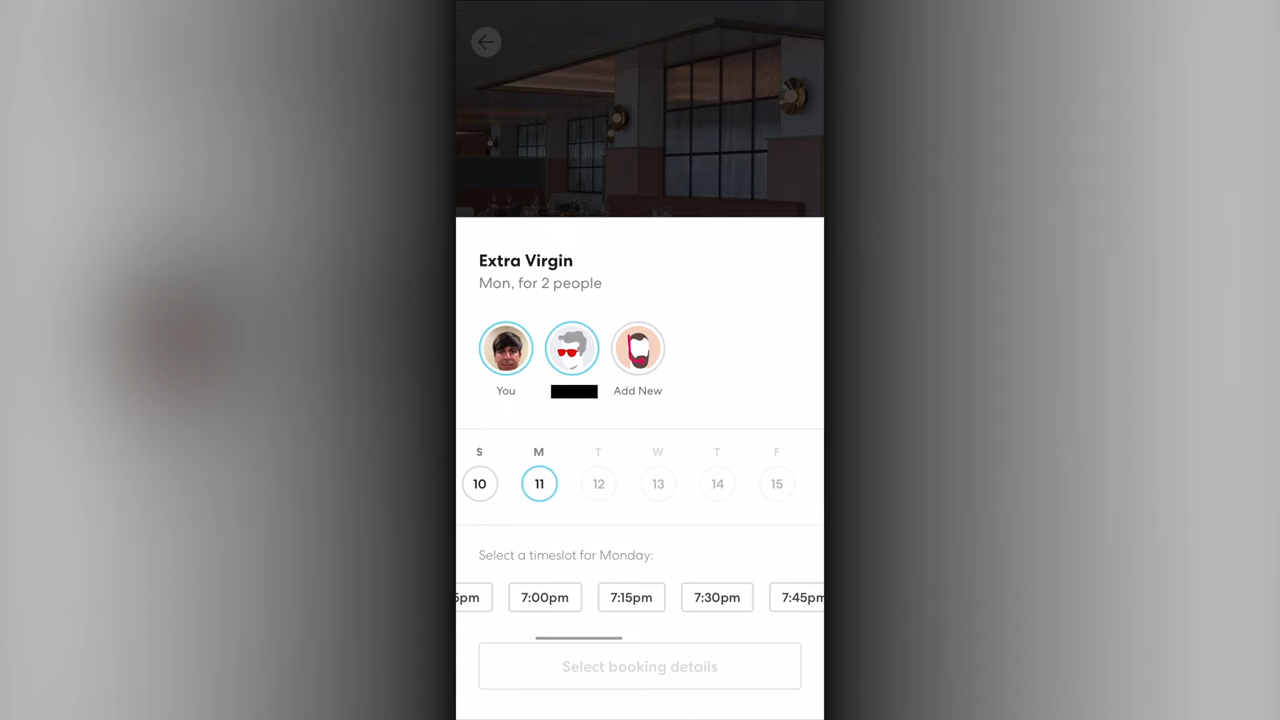 Extra Virgin
Mon, for 2 people
You
Add New
S M T W T F
10 11 12 13 14 15
Select a timeslot for Monday:
5pm 7:00pm 7:15pm 7:30pm 7:45pm
Select booking details